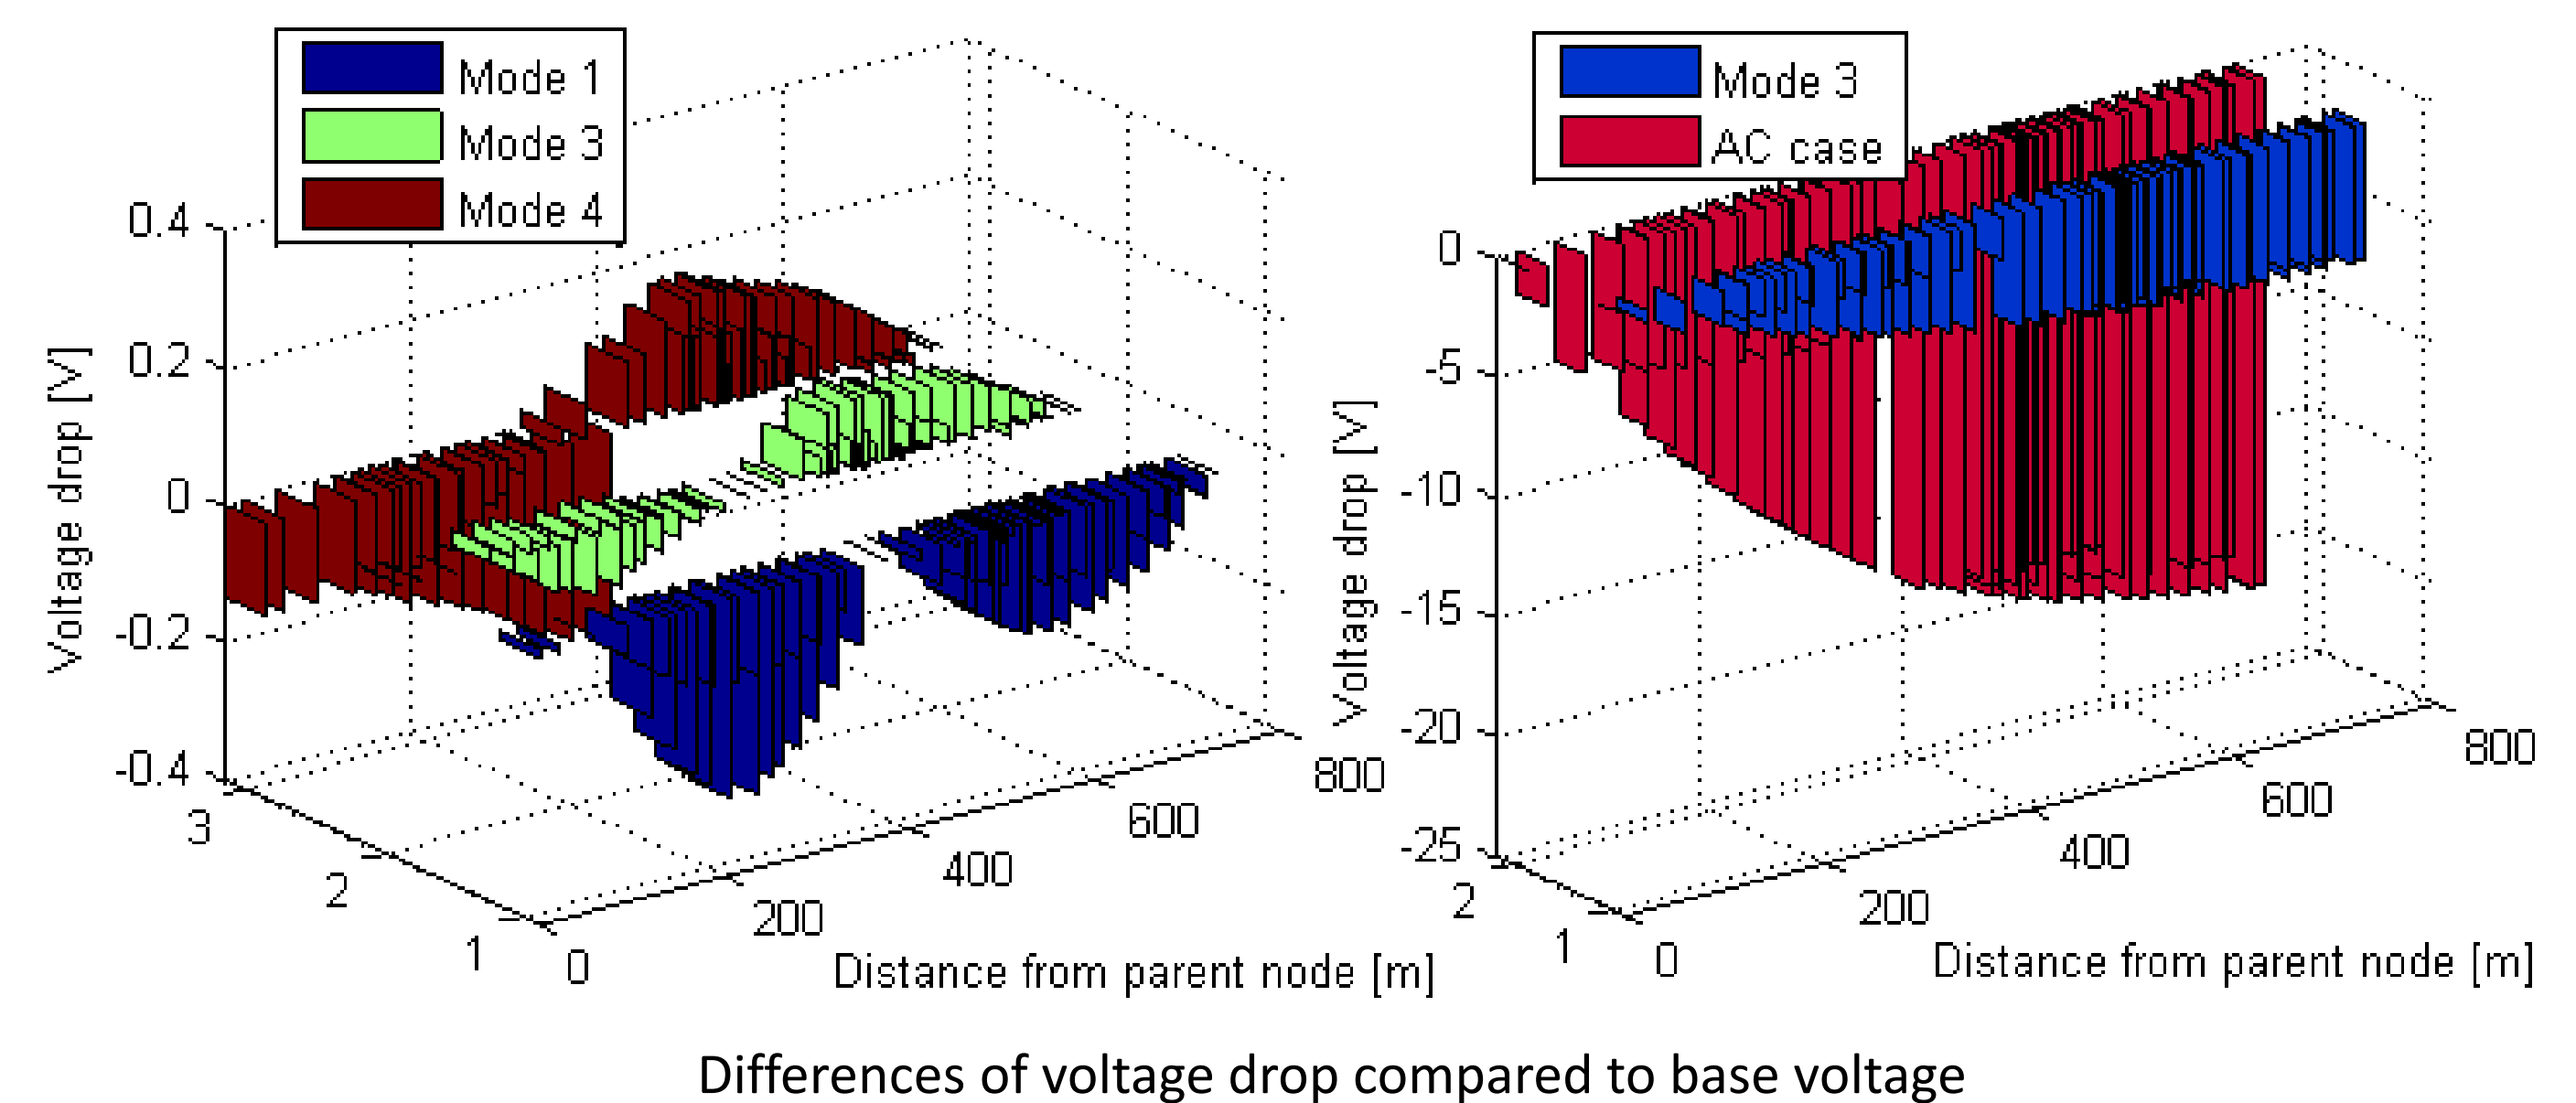 Mode 1
Mode 3
Mode 4
0.4
0.2
0
-0.2
-0.4
Voltage drop [V]
3
2
1
0
200
400
600
800
Distance from parent node [m]
Mode 3
AC case
0
-5
-10
-15
-20
-25
Voltage drop [V]
2
1
0
200
400
600
800
Distance from parent node [m]
Differences of voltage drop compared to base voltage